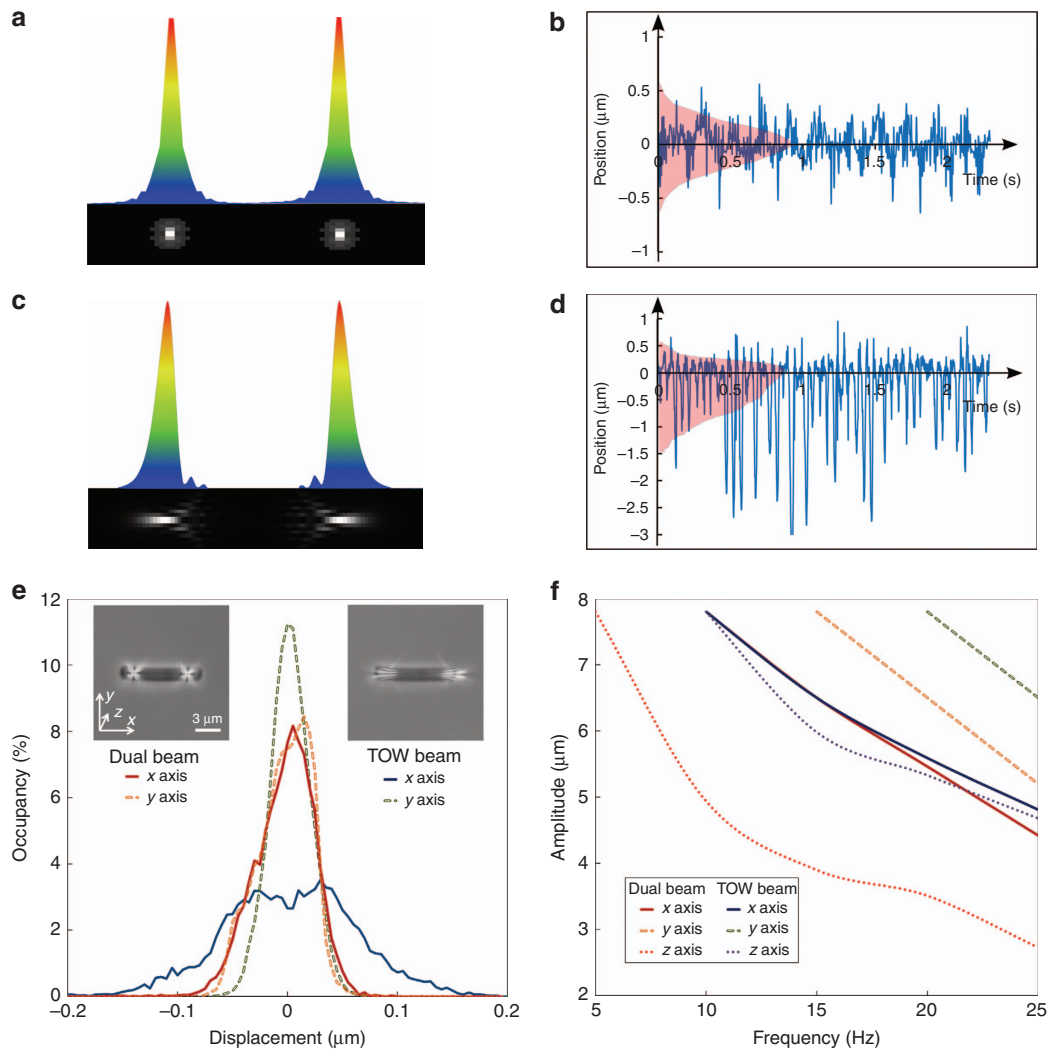 a
b
1
0.5
0
−0.5
−1
Position (μm)
0
0.5
1
1.5
2
Time (s)
c
d
1
0.5
0
−0.5
−1
−1.5
−2
−2.5
−3
Position (μm)
0
0.5
1
1.5
2
Time (s)
e
12
10
8
6
4
2
0
Occupancy (%)
y
z
x
3 μm
Dual beam
x axis
y axis
TOW beam
x axis
y axis
−0.2
−0.1
0
0.1
0.2
Displacement (μm)
f
8
7
6
5
4
3
2
Amplitude (μm)
Dual beam TOW beam
x axis x axis
y axis y axis
z axis z axis
5
10
15
20
25
Frequency (Hz)